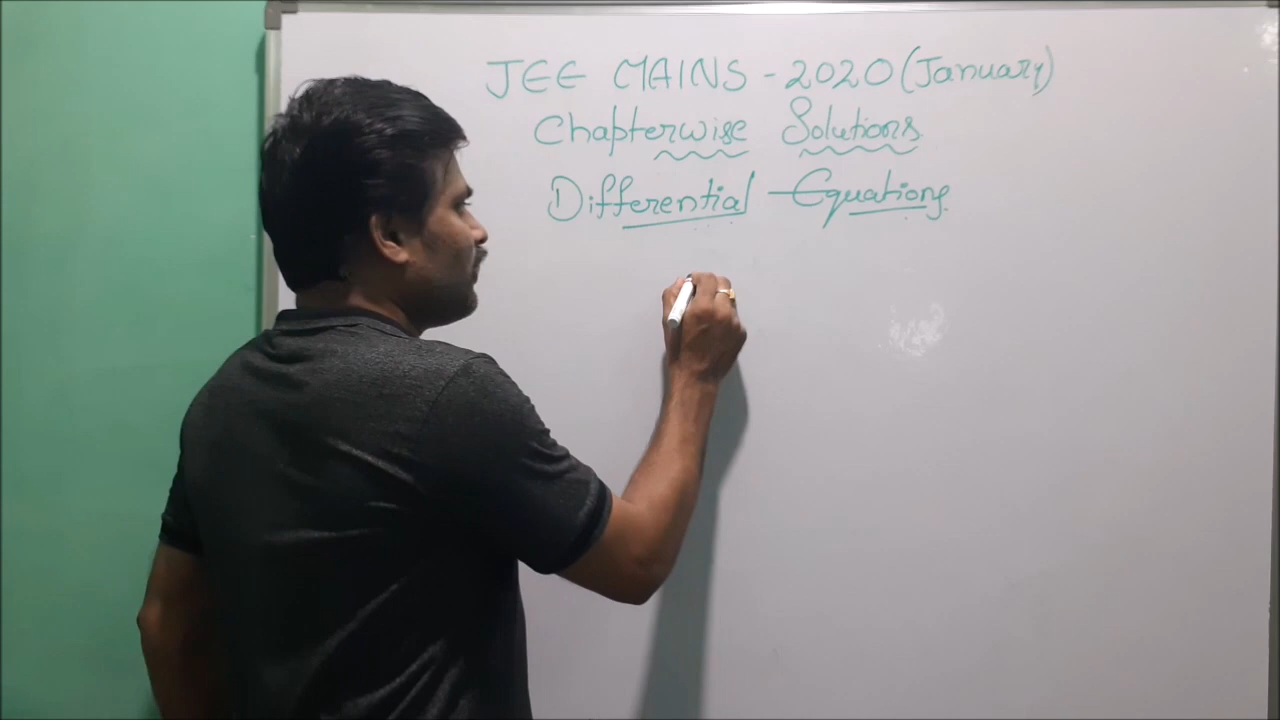 JEE MAINS - 2020 (January)
Chapterwise Solutions
Differential Equations